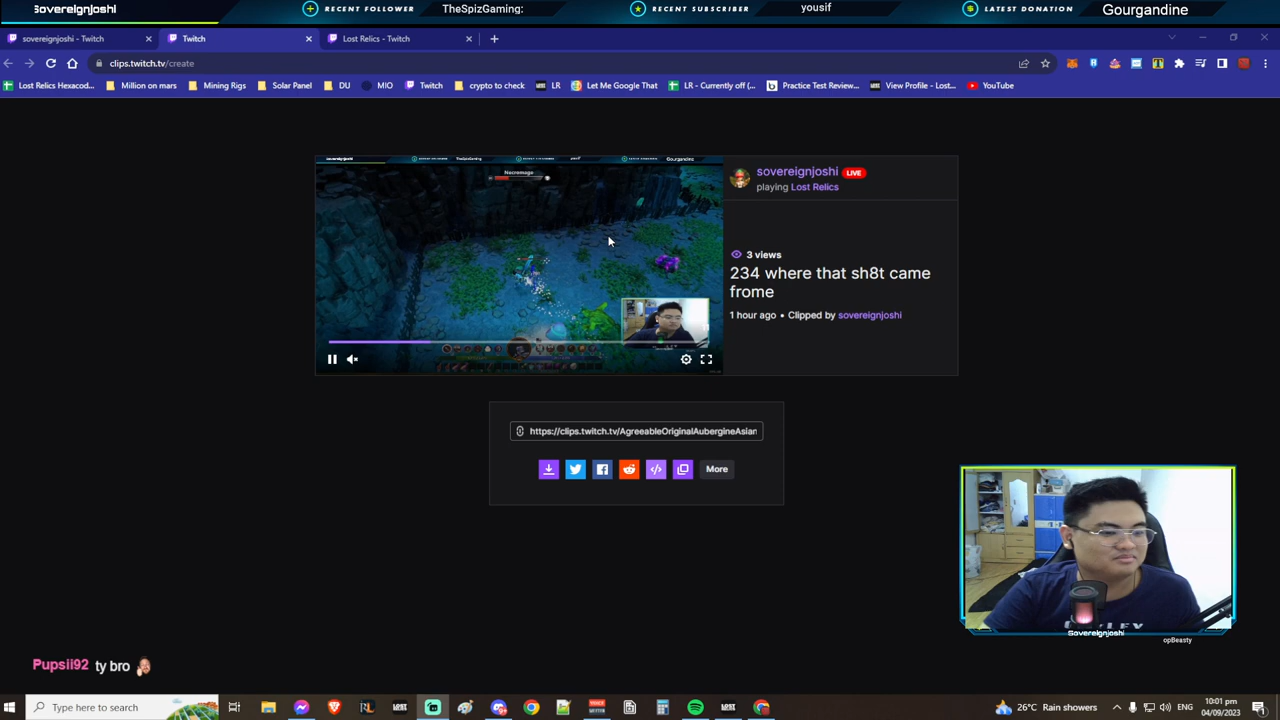 Sovereignjoshi
RECENT FOLLOWER TheSpizGaming:
RECENT SUBSCRIBER yousif
LATEST DONATION Gourgandine
sovereignjoshi - Twitch
Twitch
Lost Relics - Twitch
clips.twitch.tv/create
Lost Relics Hexacod...
Million on mars
Mining Rigs
Solar Panel
DU
MIO
Twitch
crypto to check
LR
Let Me Google That
LR - Currently off (...
Practice Test Review...
View Profile - Lost...
YouTube
TheSpizGaming
Gourgandine
Necromage
sovereignjoshi LIVE
playing Lost Relics
3 views
234 where that sh8t came
frome
1 hour ago • Clipped by sovereignjoshi
https://clips.twitch.tv/AgreeableOriginalAubergineAsian
More
Sovereignjoshi
opBeasty
Pupsii92 ty bro
Type here to search
26°C Rain showers
ENG
10:01 pm
04/09/2023